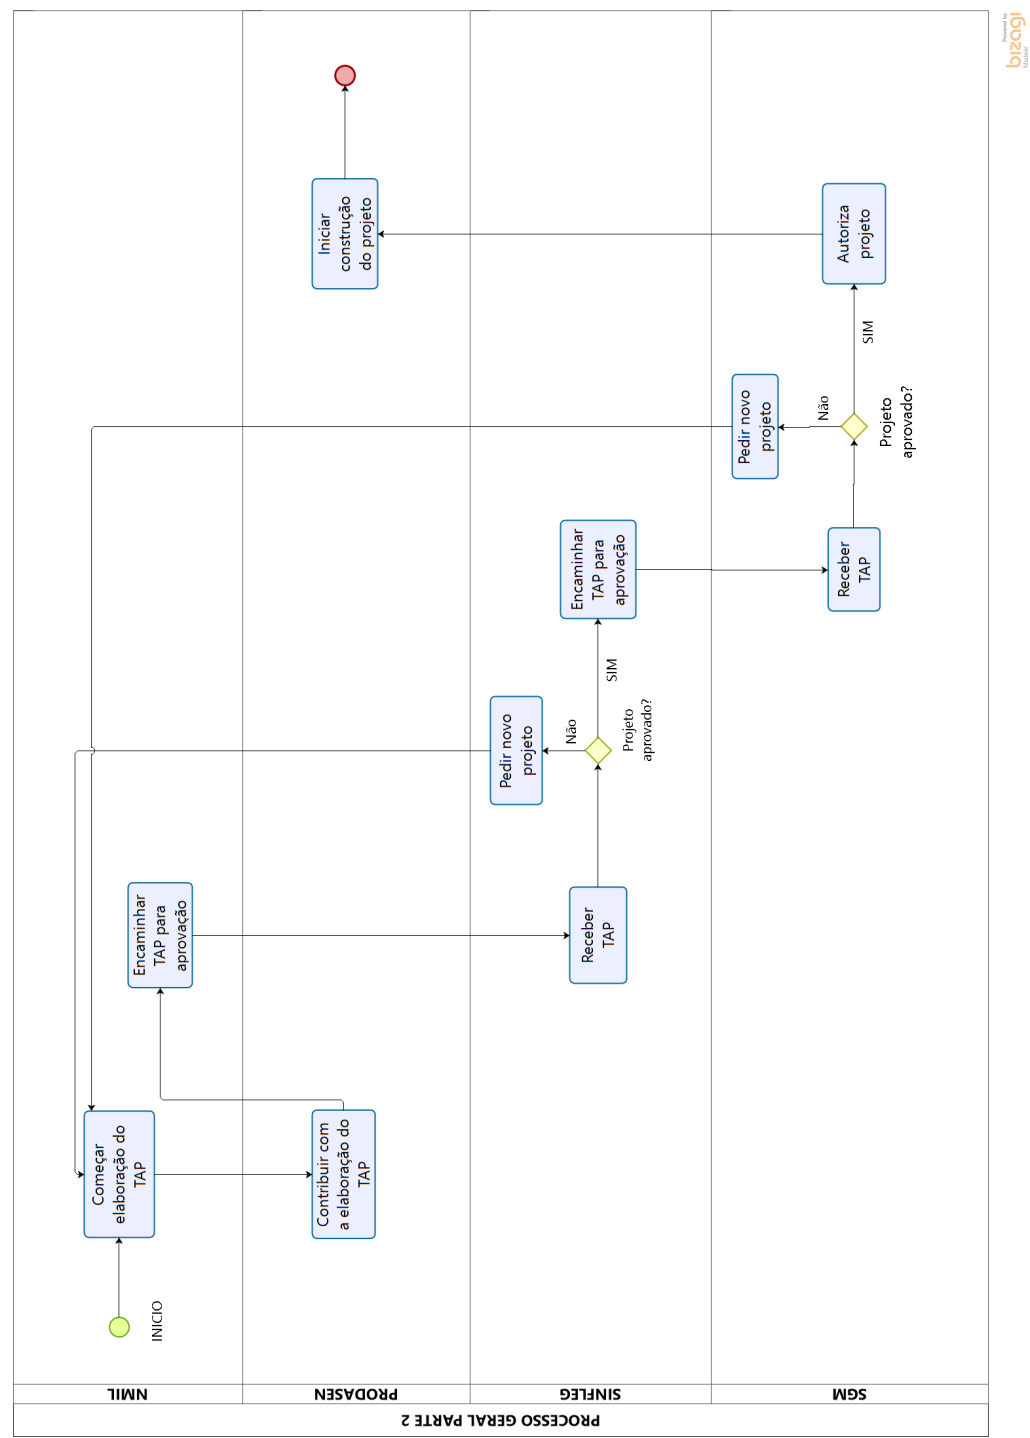 PROCESSO GERAL PARTE 2
NMIL
PRODASEN
SINFLEG
SGM
INICIO
Começar
elaboração do
TAP
Contribuir com
a elaboração do
TAP
Encaminhar
TAP para
aprovação
Receber
TAP
Projeto
aprovado?
Não
Pedir novo
projeto
SIM
Encaminhar
TAP para
aprovação
Receber
TAP
Projeto
aprovado?
Não
Pedir novo
projeto
SIM
Autoriza
projeto
Iniciar
construção
do projeto
Powered by
bizagi
Modeler